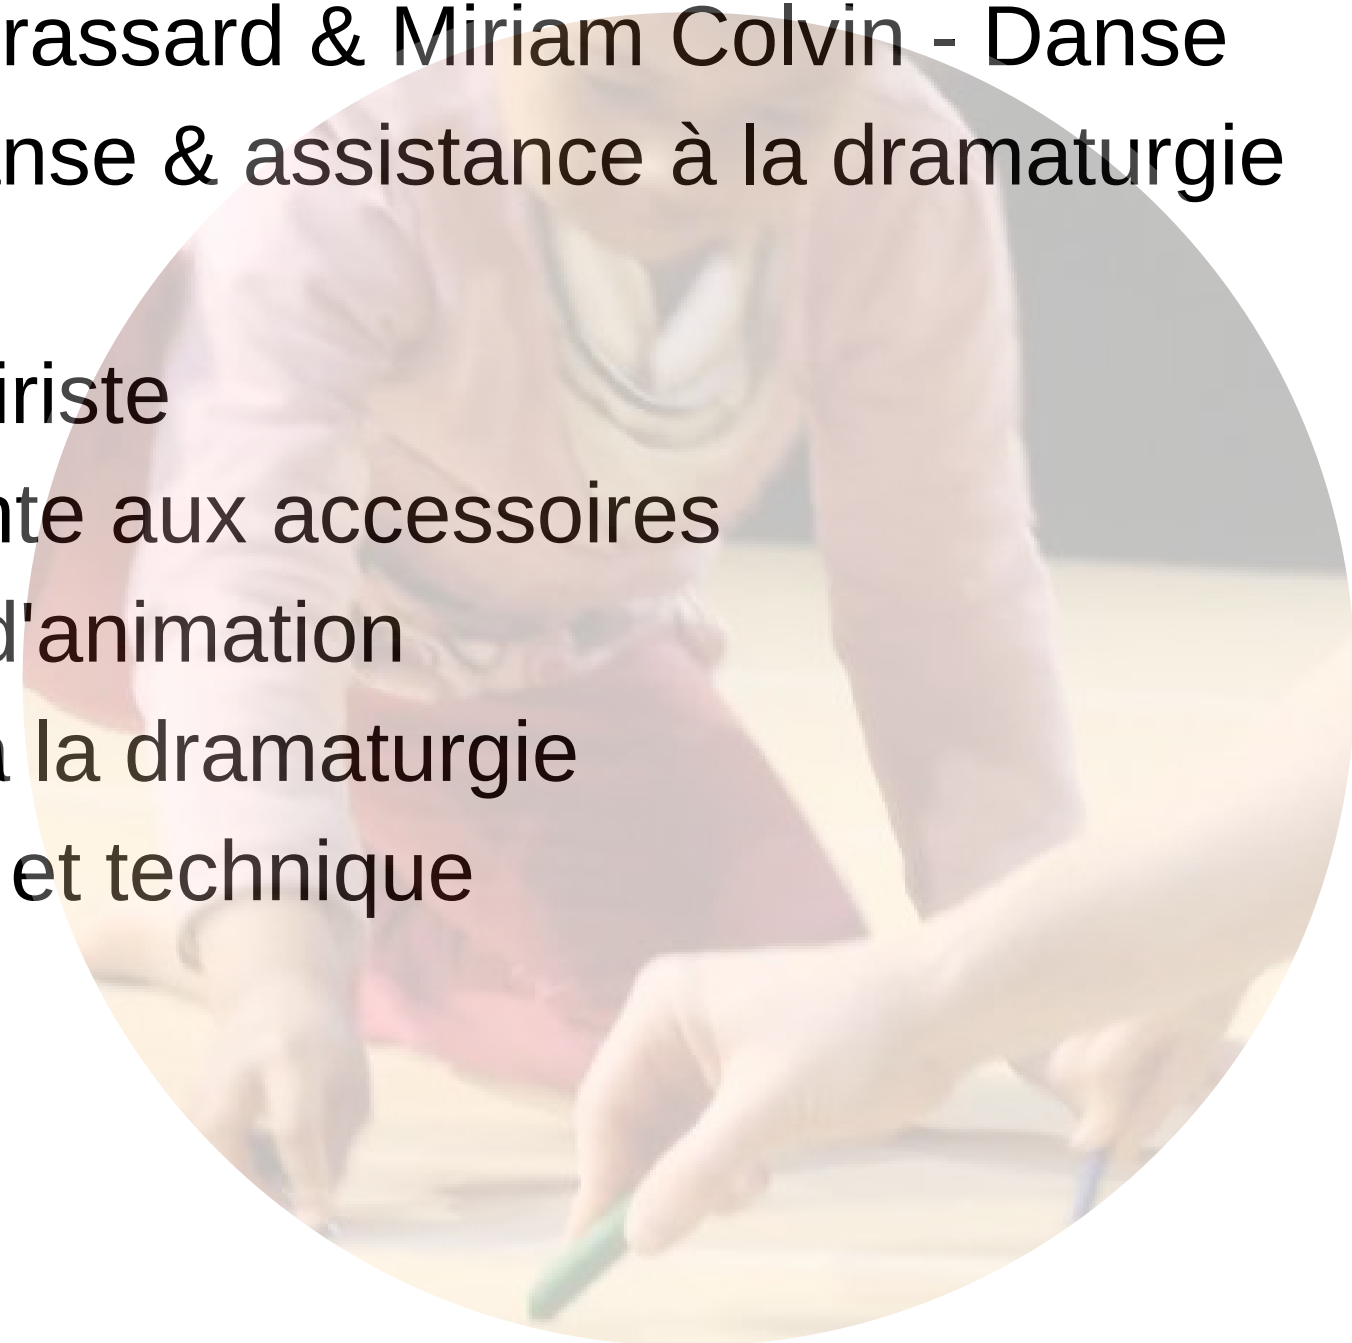 rassard & Miriam Colvin - Danse
nse & assistance à la dramaturgie
iriste
nte aux accessoires
d'animation
à la dramaturgie
et technique